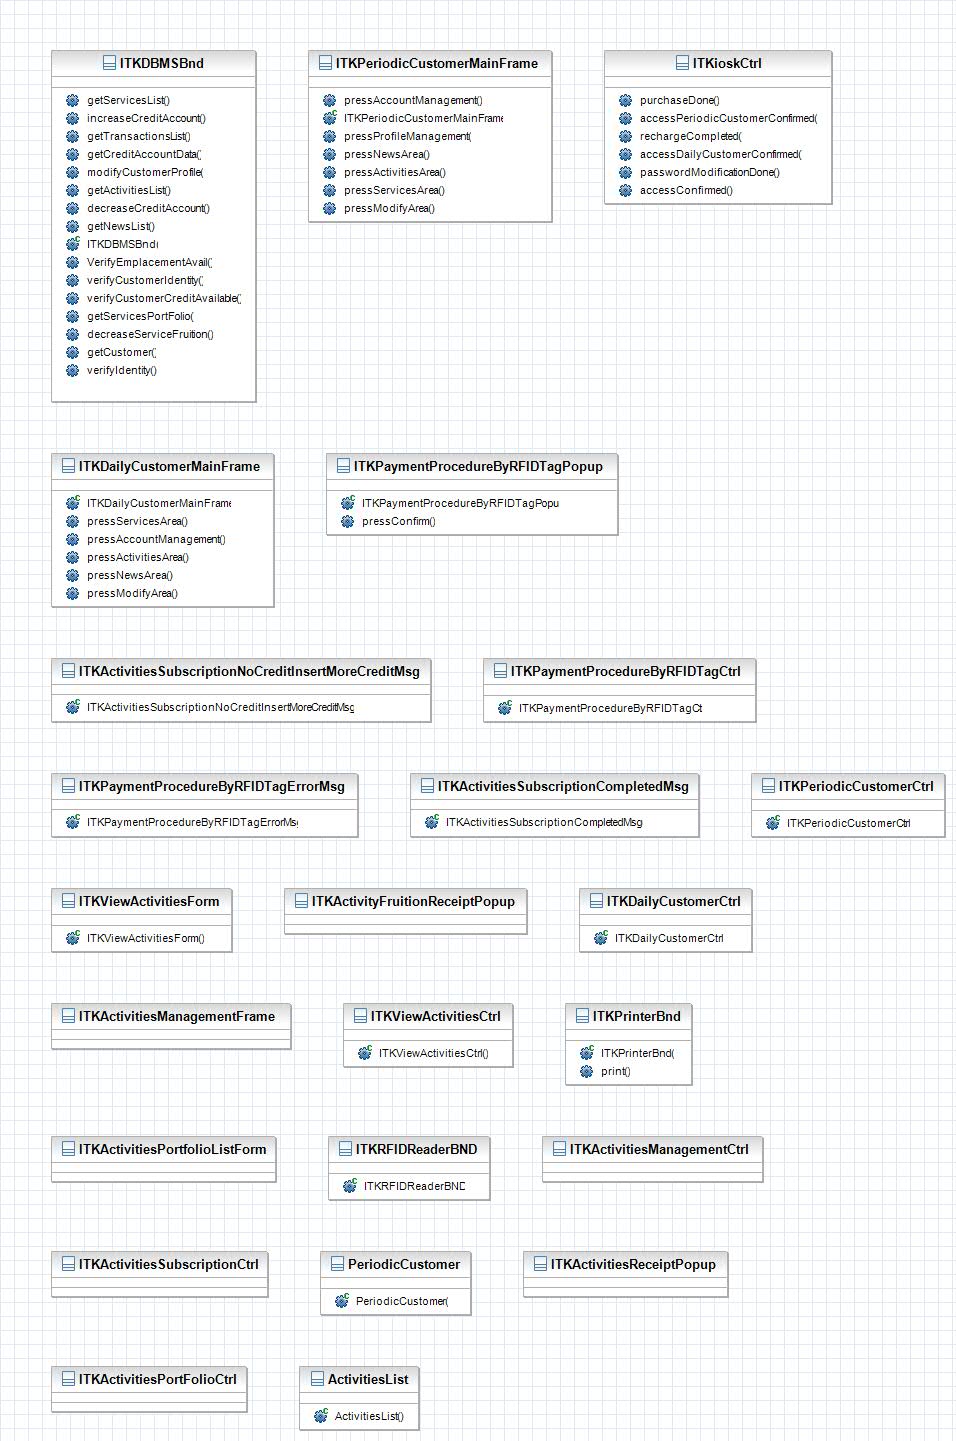 ITKDBMSBnd
getServicesList()
increaseCreditAccount()
getTransactionsList()
getCreditAccountData(
modifyCustomerProfile(
getActivitiesList()
decreaseCreditAccount()
getNewsList()
ITKDBMSBnd(
VerifyEmplacementAvail(
verifyCustomerIdentity(
verifyCustomerCreditAvailable(
getServicesPortFolio(
decreaseServiceFruition()
getCustomer(
verifyIdentity()
ITKPeriodicCustomerMainFrame
pressAccountManagement()
ITKPeriodicCustomerMainFrame
pressProfileManagement(
pressNewsArea()
pressActivitiesArea()
pressServicesArea()
pressModifyArea()
ITKioskCtrl
purchaseDone()
accessPeriodicCustomerConfirmed(
rechargeCompleted(
accessDailyCustomerConfirmed(
passwordModificationDone()
accessConfirmed()
ITKDailyCustomerMainFrame
ITKDailyCustomerMainFrame
pressServicesArea()
pressAccountManagement()
pressActivitiesArea()
pressNewsArea()
pressModifyArea()
ITKPaymentProcedureByRFIDTagPopup
ITKPaymentProcedureByRFIDTagPopu
pressConfirm()
ITKActivitiesSubscriptionNoCreditInsertMoreCreditMsg
ITKActivitiesSubscriptionNoCreditInsertMoreCreditMsg
ITKPaymentProcedureByRFIDTagCtrl
ITKPaymentProcedureByRFIDTagCt
ITKPaymentProcedureByRFIDTagErrorMsg
ITKPaymentProcedureByRFIDTagErrorMsg
ITKActivitiesSubscriptionCompletedMsg
ITKActivitiesSubscriptionCompletedMsg
ITKPeriodicCustomerCtrl
ITKPeriodicCustomerCtrl
ITKViewActivitiesForm
ITKViewActivitiesForm()
ITKActivityFruitionReceiptPopup
ITKDailyCustomerCtrl
ITKDailyCustomerCtrl
ITKActivitiesManagementFrame
ITKViewActivitiesCtrl
ITKViewActivitiesCtrl()
ITKPrinterBnd
ITKPrinterBnd(
print()
ITKActivitiesPortfolioListForm
ITKRFIDReaderBND
ITKRFIDReaderBND
ITKActivitiesManagementCtrl
ITKActivitiesSubscriptionCtrl
PeriodicCustomer
PeriodicCustomer(
ITKActivitiesReceiptPopup
ITKActivitiesPortFolioCtrl
ActivitiesList
ActivitiesList()